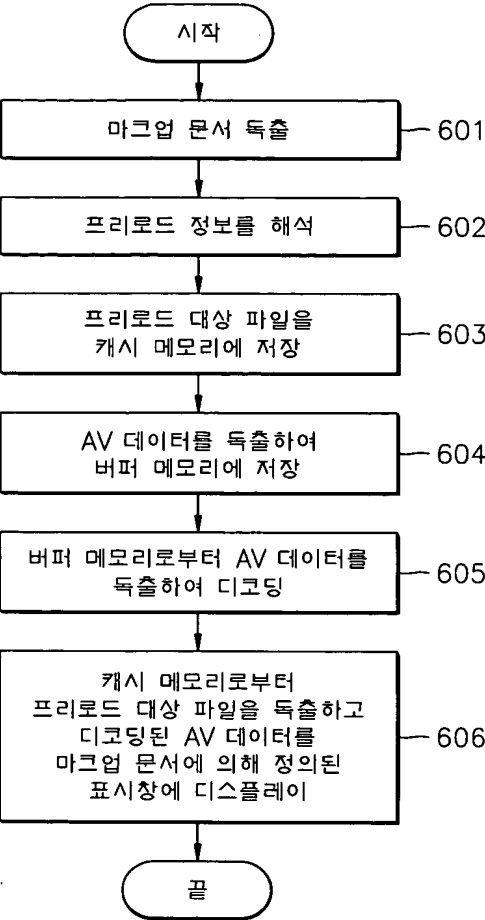 시작
마크업 문서 독출
601
프리로드 정보를 해석
602
프리로드 대상 파일을
캐시 메모리에 저장
603
AV 데이터를 독출하여
버퍼 메모리에 저장
604
버퍼 메모리로부터 AV 데이터를
독출하여 디코딩
605
캐시 메모리로부터
프리로드 대상 파일을 독출하고
디코딩된 AV 데이터를
마크업 문서에 의해 정의된
표시창에 디스플레이
606
끝